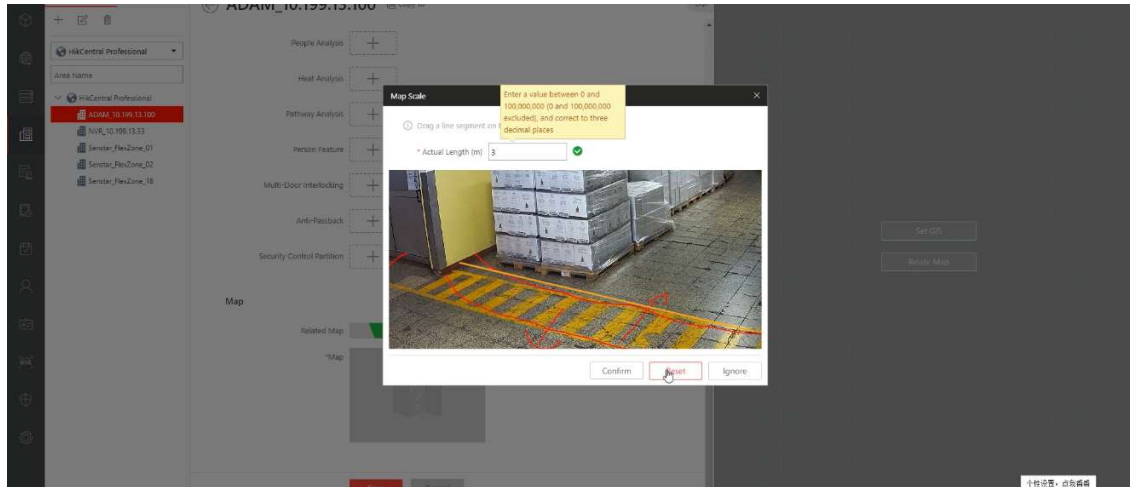 ADAM_10.199.13.100
HikCentral Professional
Area Name
HikCentral Professional
ADAM_10.199.13.100
NVR_10.199.13.33
Senstar_FlexZone_01
Senstar_FlexZone_02
Senstar_FlexZone_16
People Analysis
Heat Analysis
Pathway Analysis
Person Feature
Multi-Door Interlocking
Anti-Passback
Security Control Partition
Map
Related Map
*Map
Map Scale
Enter a value between 0 and
100,000,000 (0 and 100,000,000
excluded), and correct to three
decimal places
Drag a line segment on
* Actual Length (m) 3
Confirm
Reset
Ignore
Set GIS
Relate Map
个性设置，点我看看